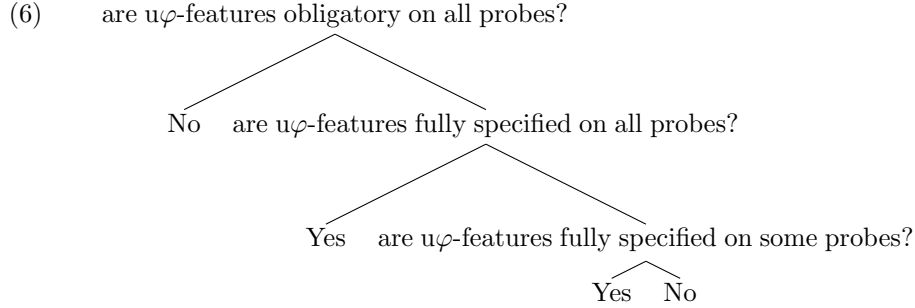 (6) are uφ-features obligatory on all probes?
No are uφ-features fully specified on all probes?
Yes are uφ-features fully specified on some probes?
Yes No